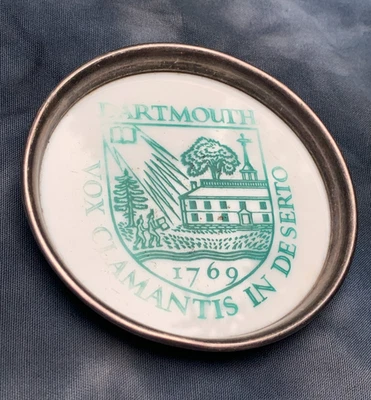 DARTMOUTH
VOX CLAMANTIS IN DESERTO
1769